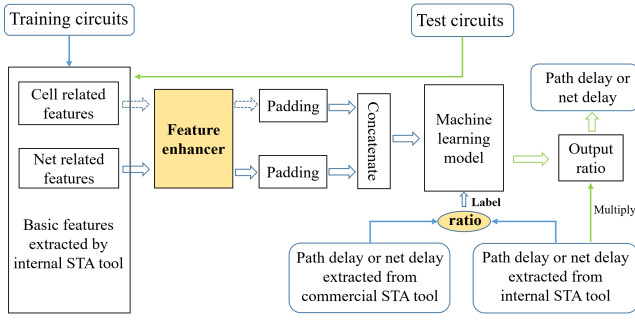 Training circuits
Test circuits
Cell related
features
Net related
features
Basic features
extracted by
internal STA tool
Feature
enhancer
Padding
Padding
Concatenate
Machine
learning
model
Label
ratio
Path delay or
net delay
Output
ratio
Multiply
Path delay or net delay
extracted from
commercial STA tool
Path delay or net delay
extracted from
internal STA tool